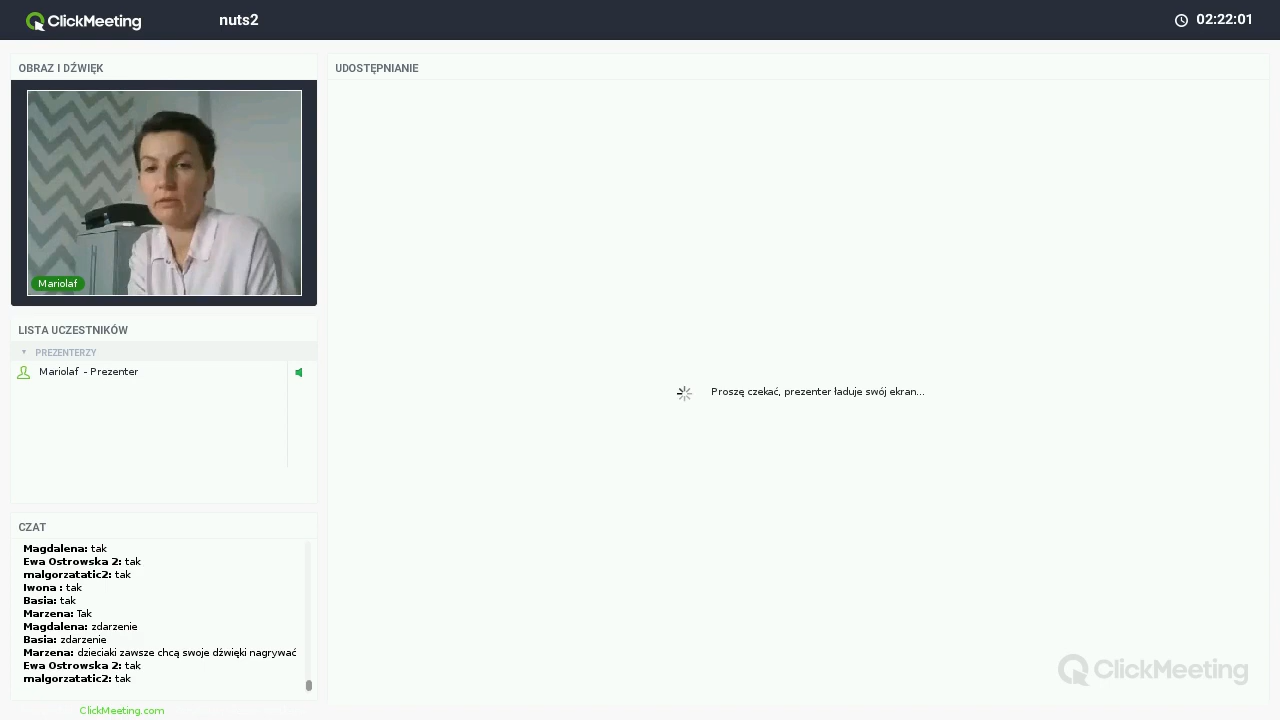 ClickMeeting
nuts2
02:22:01
OBRAZ I DŹWIĘK
Mariolaf
LISTA UCZESTNIKÓW
PREZENTERZY
Mariolaf - Prezenter
CZAT
Magdalena: tak
Ewa Ostrowska 2: tak
malgorzatatic2: tak
Iwona : tak
Basia: tak
Marzena: Tak
Magdalena: zdarzenie
Basia: zdarzenie
Marzena: dzieciaki zawsze chcą swoje dźwięki nagrywać
Ewa Ostrowska 2: tak
malgorzatatic2: tak
ClickMeeting.com
UDOSTĘPNIANIE
Proszę czekać, prezenter ładuje swój ekran...
ClickMeeting